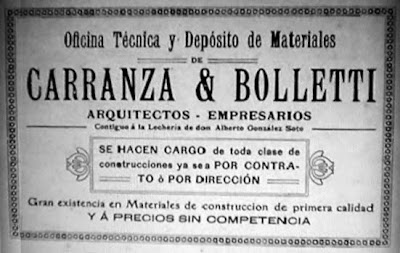 Oficina Técnica y Depósito de Materiales
DE
CARRANZA & BOLLETTI
ARQUITECTOS - EMPRESARIOS
Contigua á la Lechería de don Alberto González Soto
SE HACEN CARGO de toda clase de
construcciones ya sea POR CONTRA-
TO ó POR DIRECCIÓN
Gran existencia en Materiales de construccion de primera calidad
Y Á PRECIOS SIN COMPETENCIA